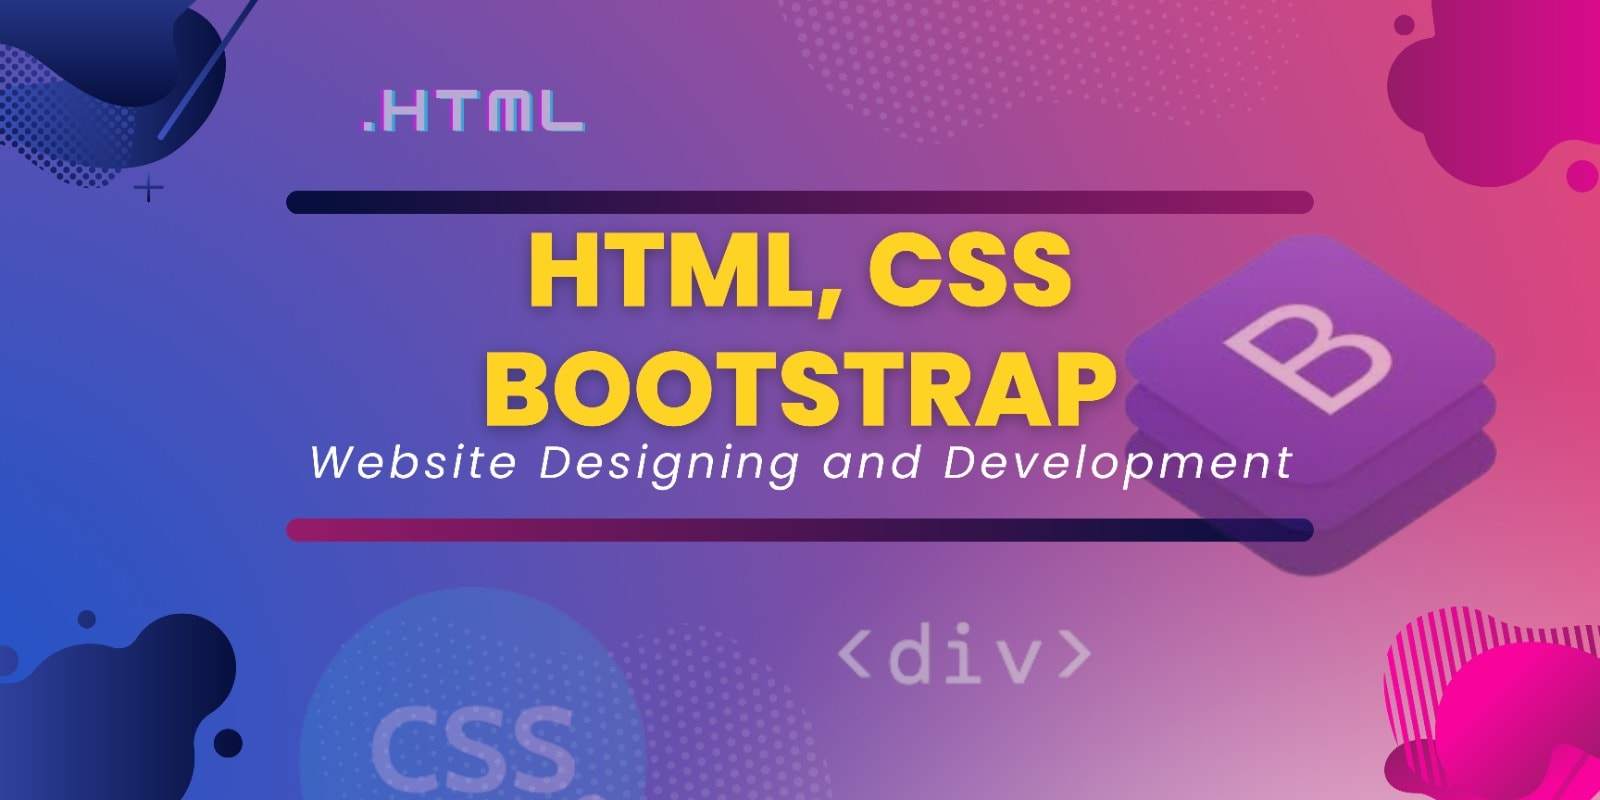 .HTML
HTML, CSS
BOOTSTRAP
B
Website Designing and Development
<div>
CSS